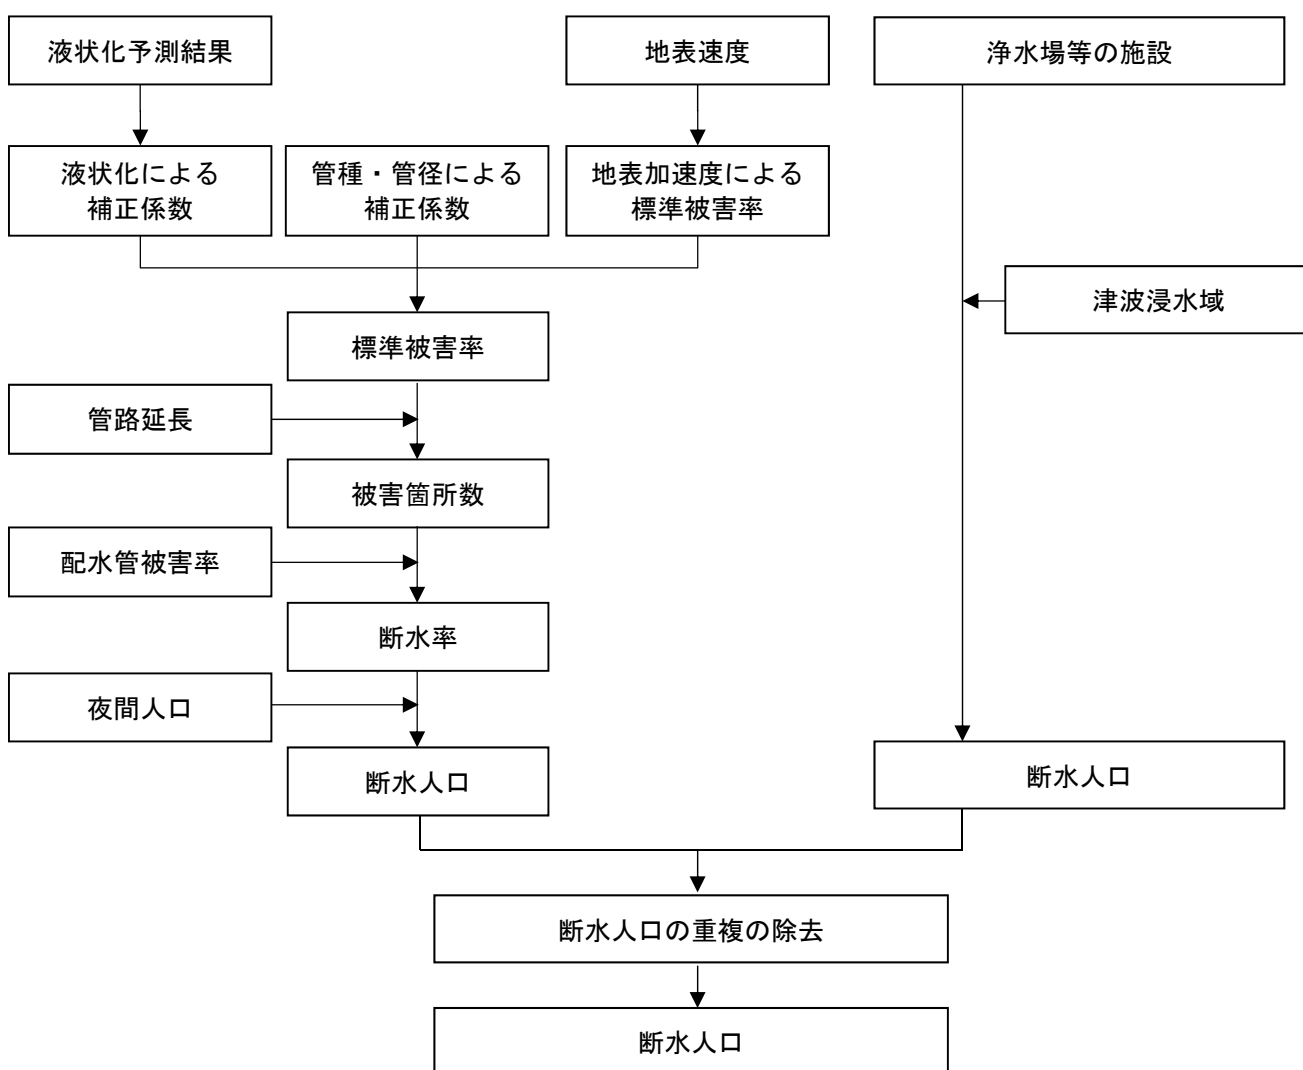 液状化予測結果
地表速度
浄水場等の施設
液状化による
補正係数
管種・管径による
補正係数
地表加速度による
標準被害率
津波浸水域
標準被害率
管路延長
被害箇所数
配水管被害率
断水率
夜間人口
断水人口
断水人口
断水人口の重複の除去
断水人口